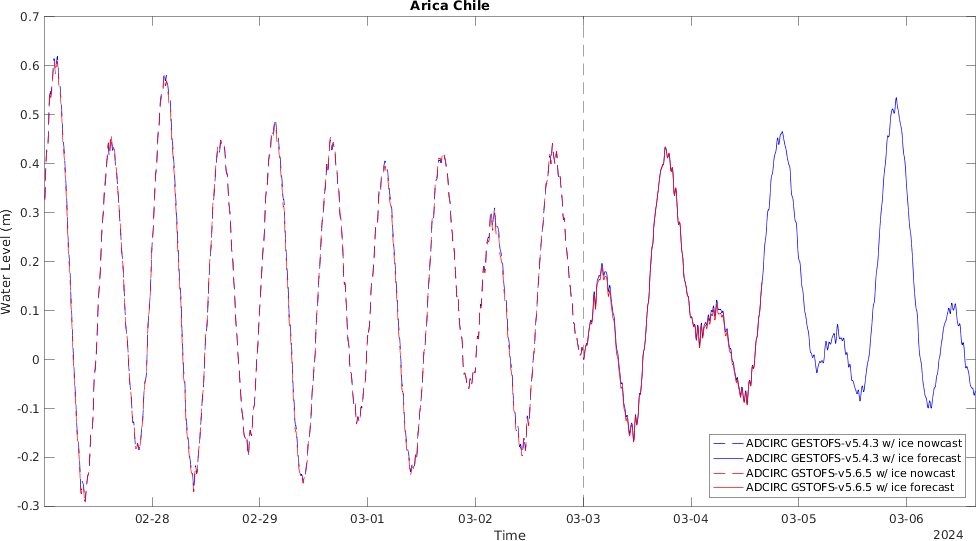 Arica Chile
0.7
0.6
0.5
0.4
0.3
0.2
0.1
0
-0.1
-0.2
-0.3
Water Level (m)
02-28 02-29 03-01 03-02 03-03 03-04 03-05 03-06
Time
2024
ADCIRC GESTOFS-v5.4.3 w/ ice nowcast
ADCIRC GESTOFS-v5.4.3 w/ ice forecast
ADCIRC GSTOFS-v5.6.5 w/ ice nowcast
ADCIRC GSTOFS-v5.6.5 w/ ice forecast